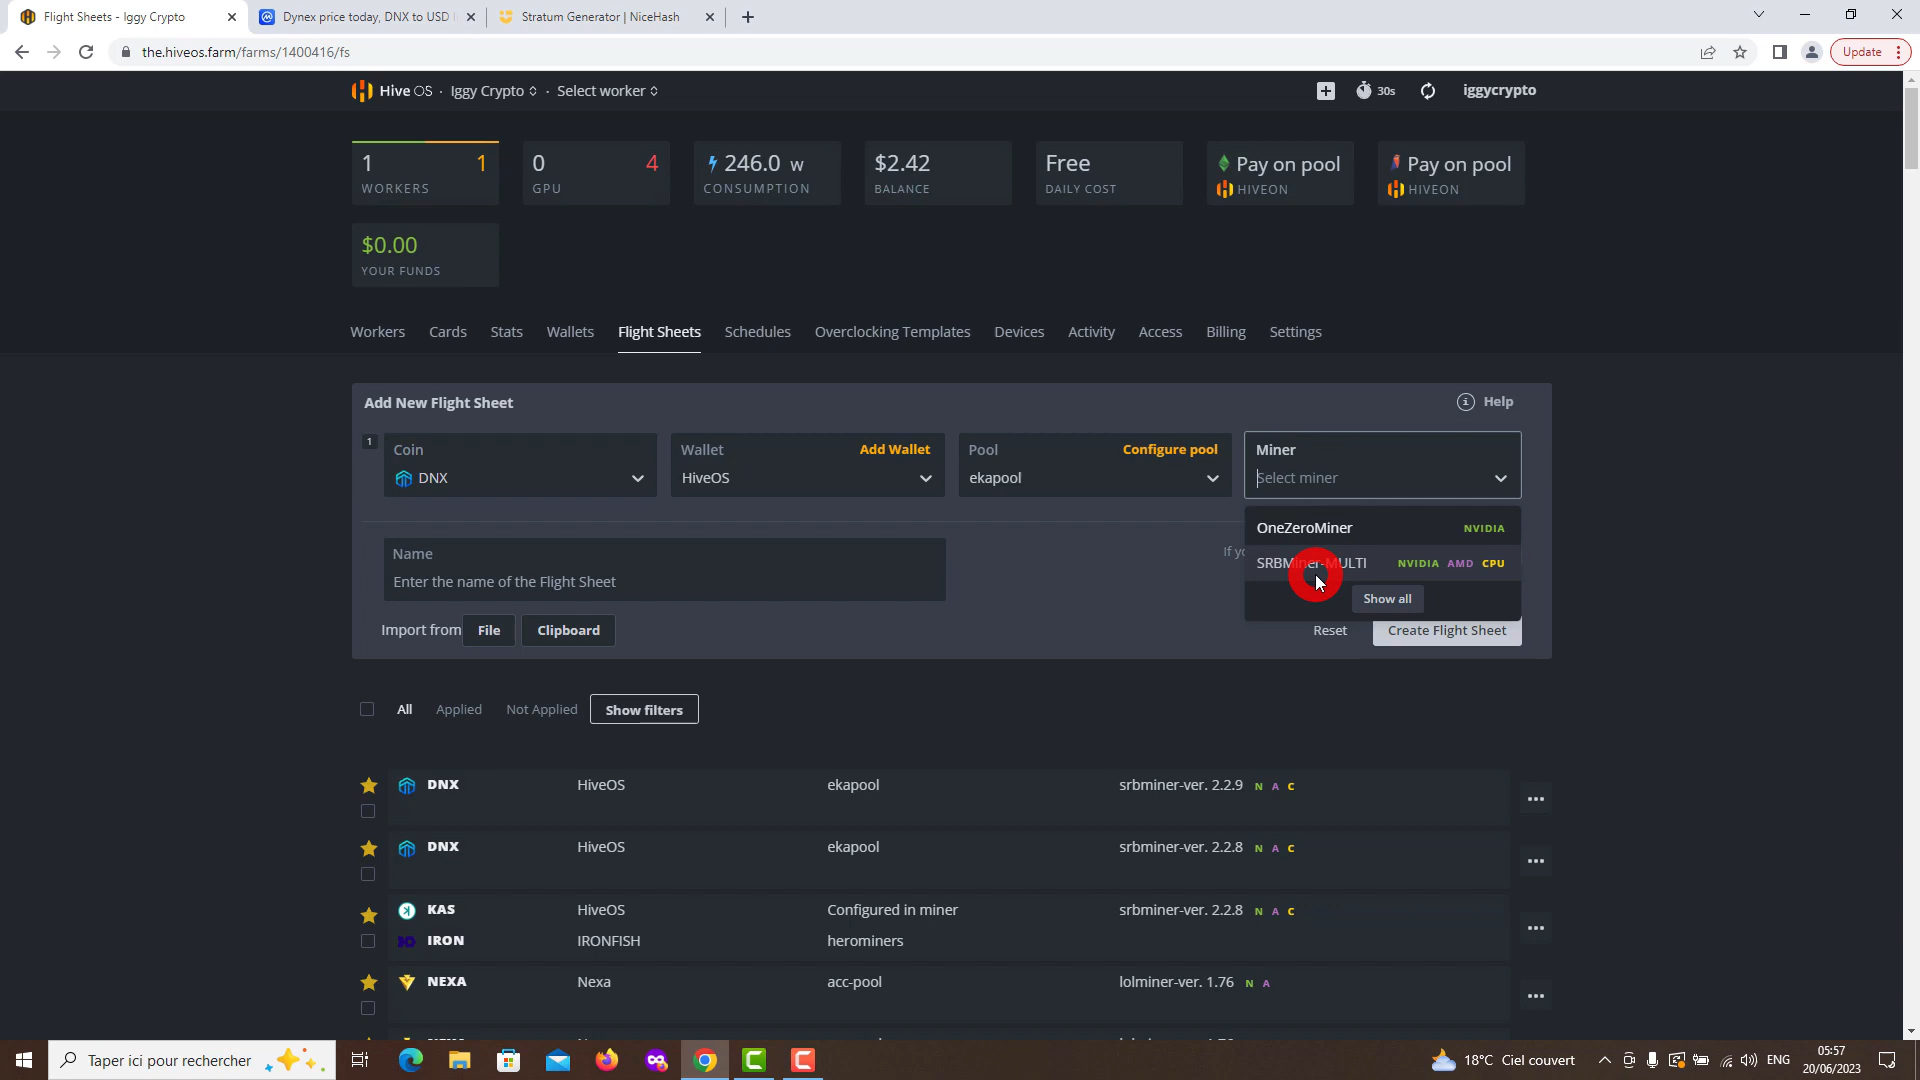 Flight Sheets - Iggy Crypto
Dynex price today, DNX to USD
Stratum Generator | NiceHash
the.hiveos.farm/farms/1400416/fs
Update
Hive OS · Iggy Crypto · Select worker
30s
iggycrypto
1 1
WORKERS
0 4
GPU
246.0 W
CONSUMPTION
$2.42
BALANCE
Free
DAILY COST
Pay on pool
HIVEON
Pay on pool
HIVEON
$0.00
YOUR FUNDS
Workers Cards Stats Wallets Flight Sheets Schedules Overclocking Templates Devices Activity Access Billing Settings
Add New Flight Sheet
Help
1
Coin
DNX
Wallet Add Wallet
HiveOS
Pool Configure pool
ekapool
Miner
Select miner
OneZeroMiner NVIDIA
SRBMiner-MULTI NVIDIA AMD CPU
Show all
Name
Enter the name of the Flight Sheet
If
Import from File Clipboard
Reset Create Flight Sheet
All Applied Not Applied Show filters
DNX HiveOS ekapool srbminer-ver. 2.2.9 N A C
DNX HiveOS ekapool srbminer-ver. 2.2.8 N A C
KAS HiveOS Configured in miner srbminer-ver. 2.2.8 N A C
IRON IRONFISH herominers
NEXA Nexa acc-pool lolminer-ver. 1.76 N A
Taper ici pour rechercher
18°C Ciel couvert
ENG
05:57
20/06/2023